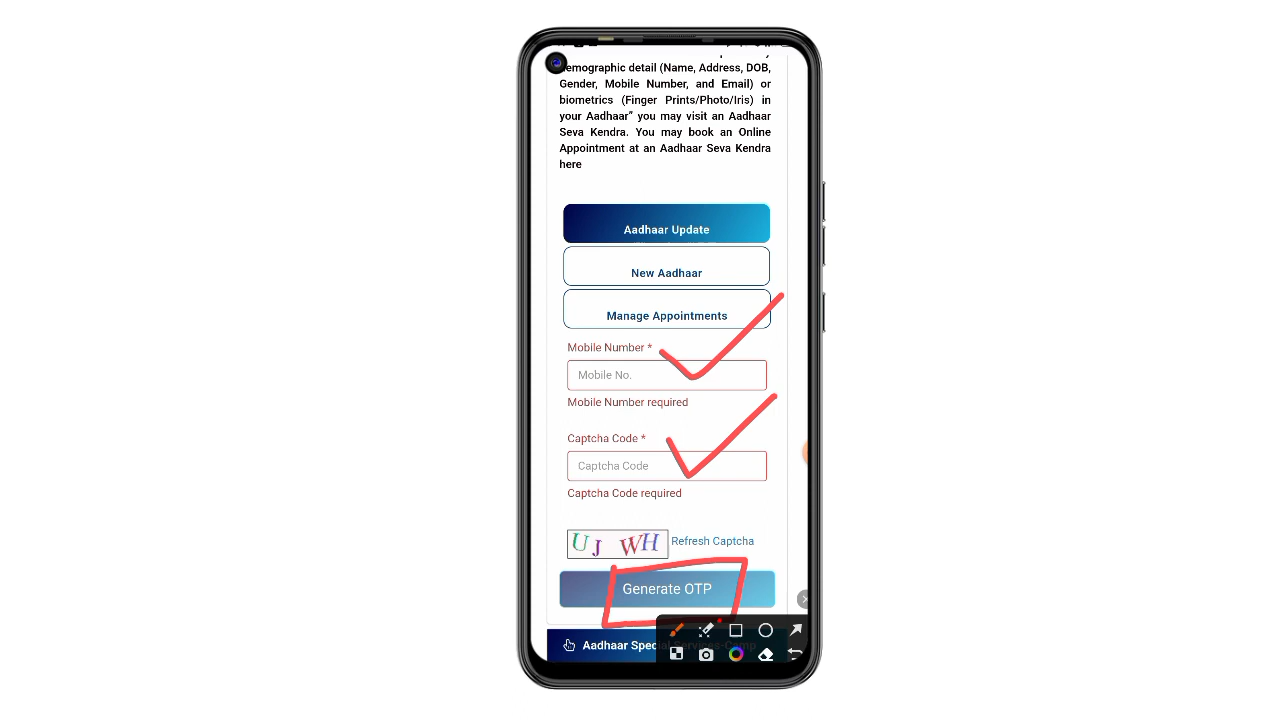 demographic detail (Name, Address, DOB,
Gender, Mobile Number, and Email) or
biometrics (Finger Prints/Photo/Iris) in
your Aadhaar” you may visit an Aadhaar
Seva Kendra. You may book an Online
Appointment at an Aadhaar Seva Kendra
here
Aadhaar Update
New Aadhaar
Manage Appointments
Mobile Number *
Mobile No.
Mobile Number required
Captcha Code *
Captcha Code
Captcha Code required
UJ WH Refresh Captcha
Generate OTP
Aadhaar Special Services-Camp